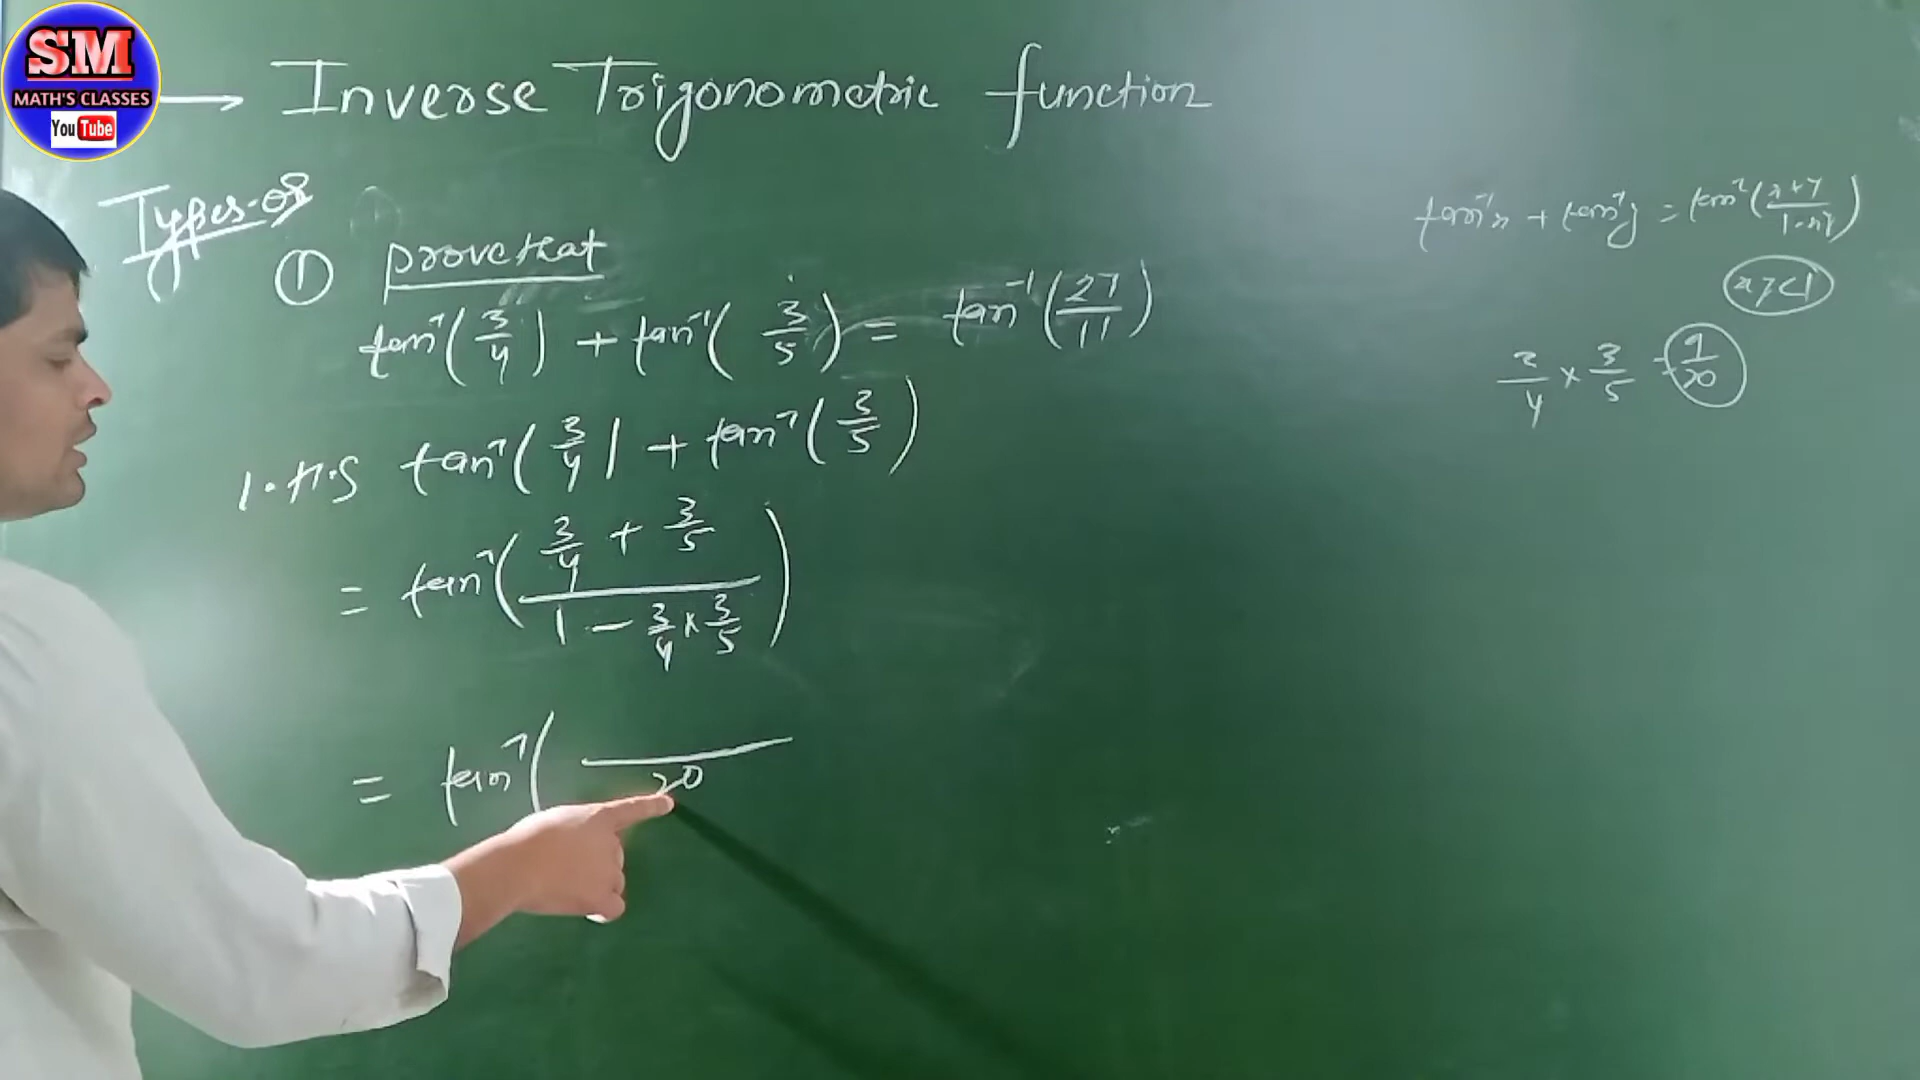 SM
MATH'S CLASSES
YouTube
→ Inverse Trigonometric function
Types-of
① prove that
tan⁻¹(3/4) + tan⁻¹(3/5) = tan⁻¹(27/11)
L.H.S tan⁻¹(3/4) + tan⁻¹(3/5)
= tan⁻¹((3/4 + 3/5)/(1 - 3/4 × 3/5))
= tan⁻¹( /20
tan⁻¹x + tan⁻¹y = tan⁻¹((x+y)/(1-xy))
xy<1
3/4 × 3/5 = 9/20